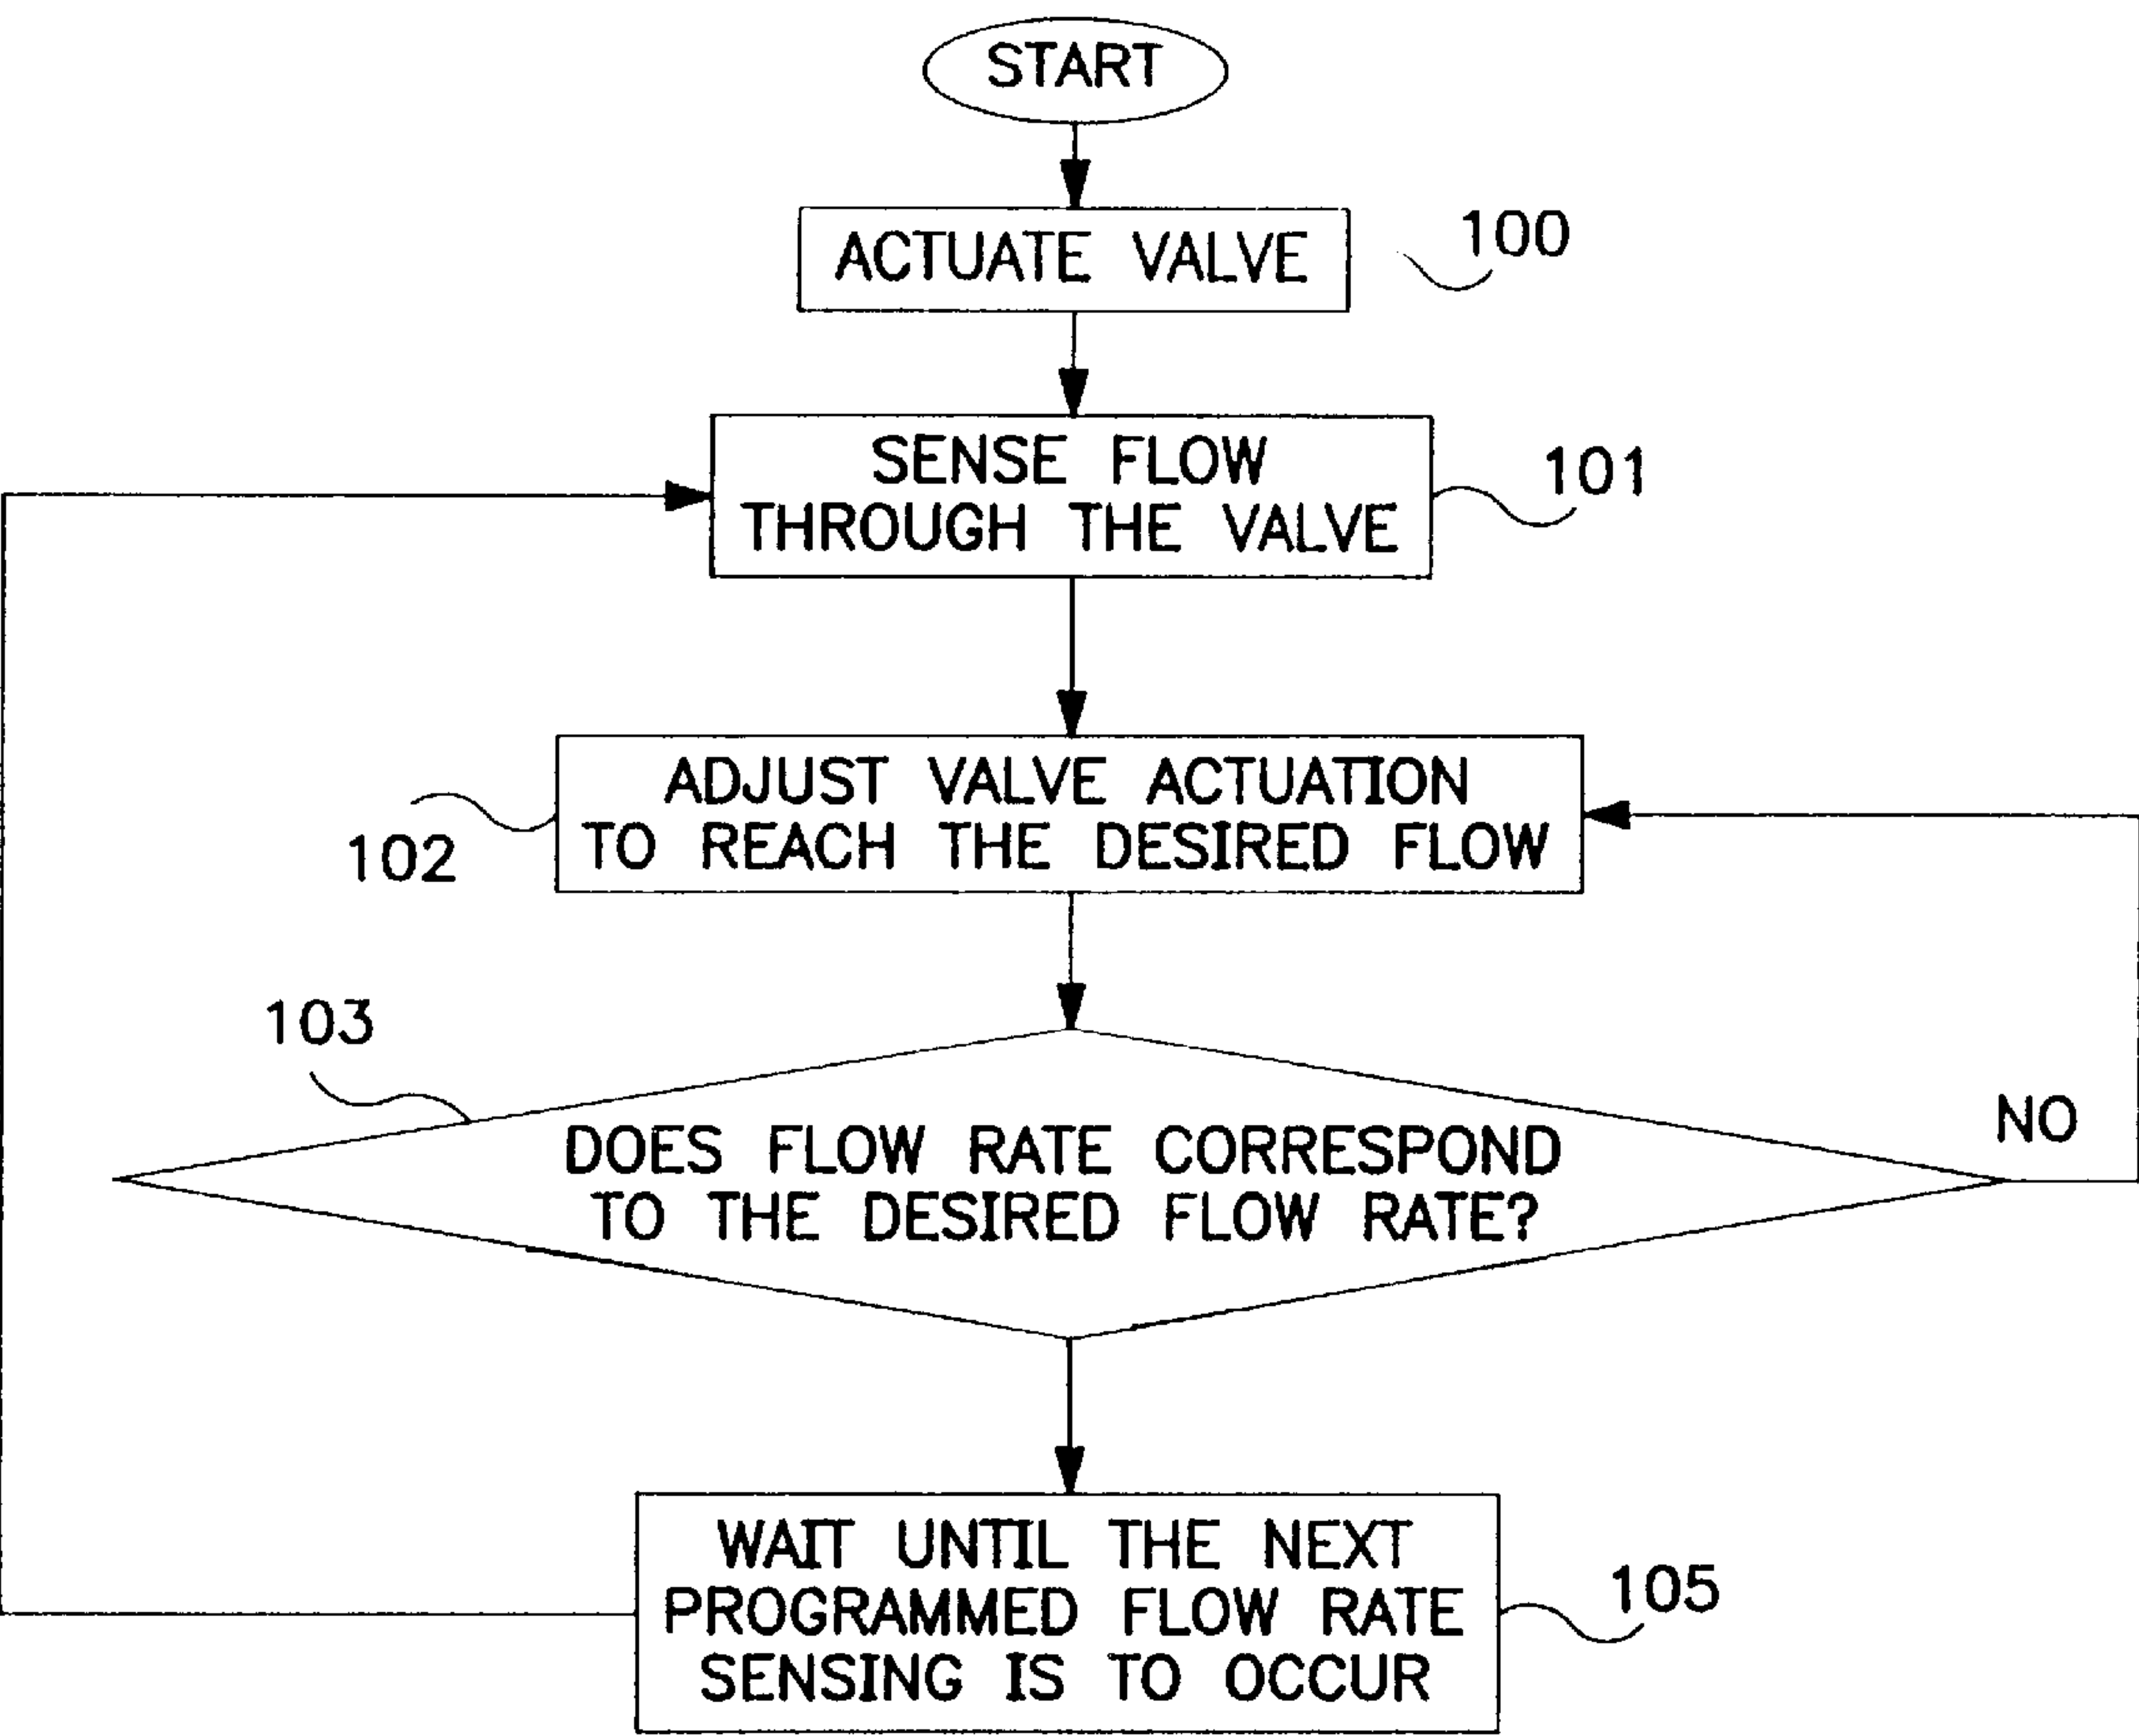 START
ACTUATE VALVE
100
SENSE FLOW
THROUGH THE VALVE
101
ADJUST VALVE ACTUATION
TO REACH THE DESIRED FLOW
102
103
DOES FLOW RATE CORRESPOND
TO THE DESIRED FLOW RATE?
NO
WAIT UNTIL THE NEXT
PROGRAMMED FLOW RATE
SENSING IS TO OCCUR
105